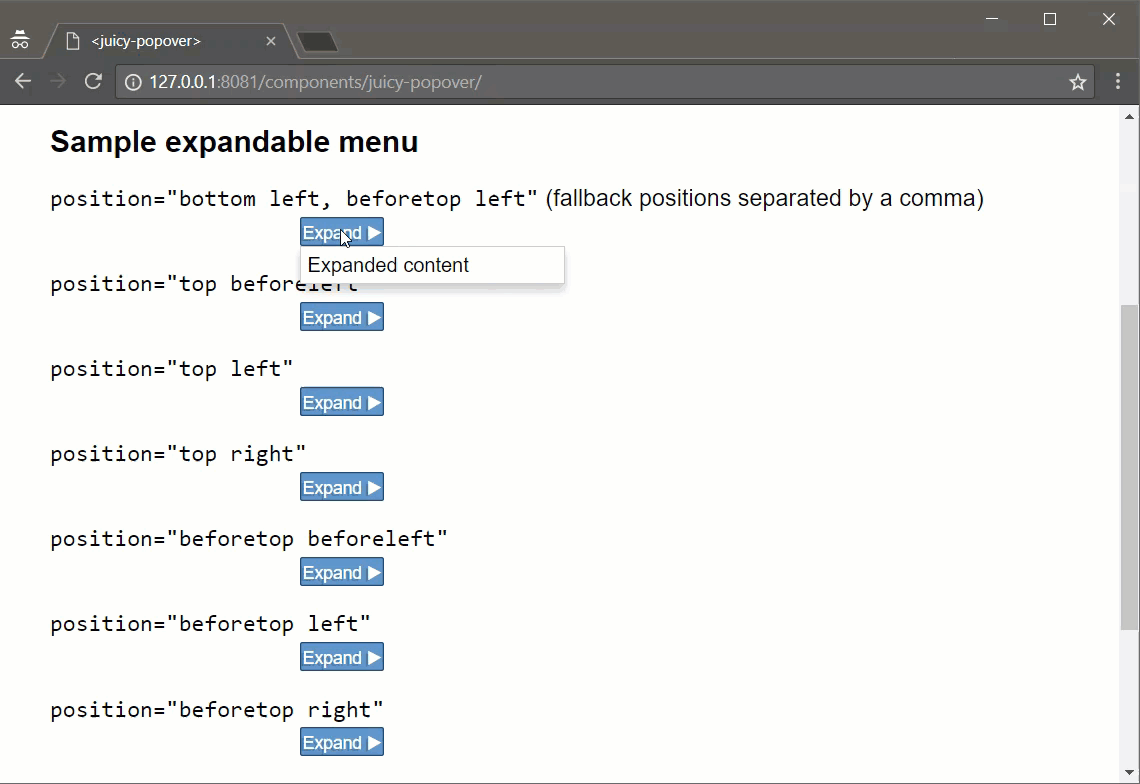 <juicy-popover>
127.0.0.1:8081/components/juicy-popover/
Sample expandable menu
position="bottom left, beforetop left" (fallback positions separated by a comma)
Expand
Expanded content
position="top beforeleft"
Expand
position="top left"
Expand
position="top right"
Expand
position="beforetop beforeleft"
Expand
position="beforetop left"
Expand
position="beforetop right"
Expand